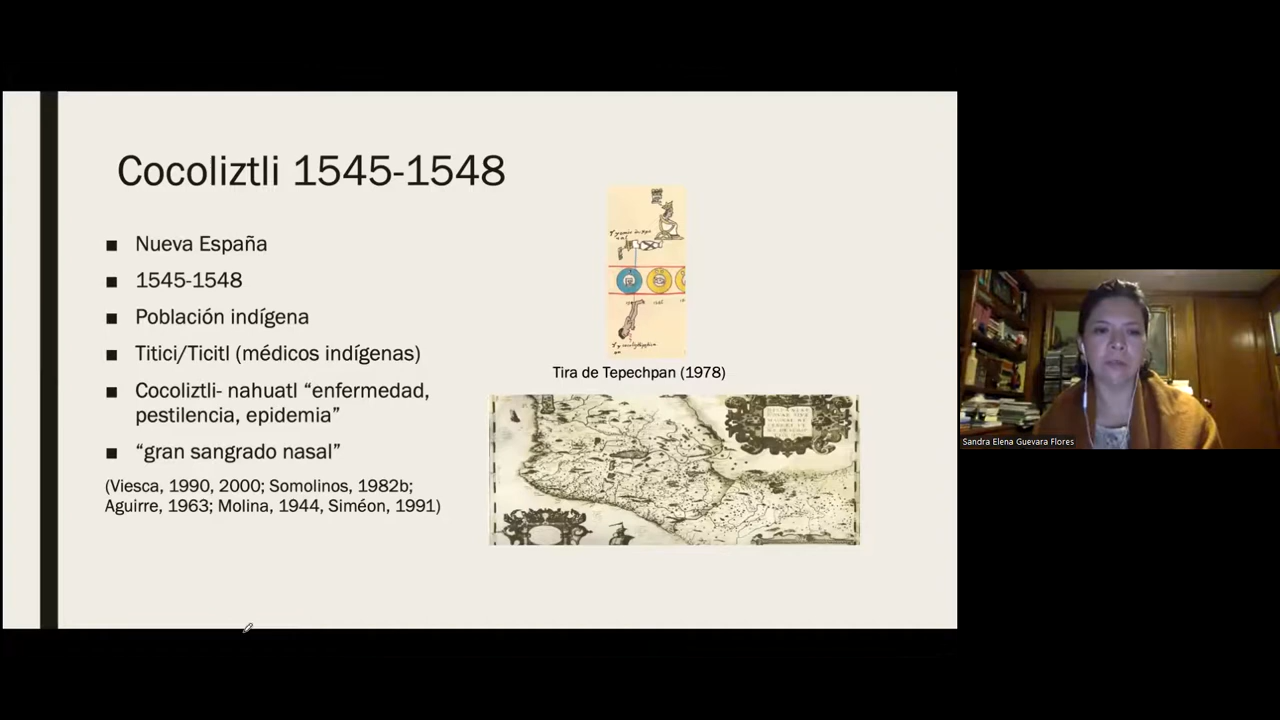 Cocoliztli 1545-1548
■ Nueva España
■ 1545-1548
■ Población indígena
■ Titici/Ticitl (médicos indígenas)
■ Cocoliztli- nahuatl “enfermedad,
pestilencia, epidemia”
■ “gran sangrado nasal”
(Viesca, 1990, 2000; Somolinos, 1982b;
Aguirre, 1963; Molina, 1944, Siméon, 1991)
Tira de Tepechpan (1978)
Sandra Elena Guevara Flores